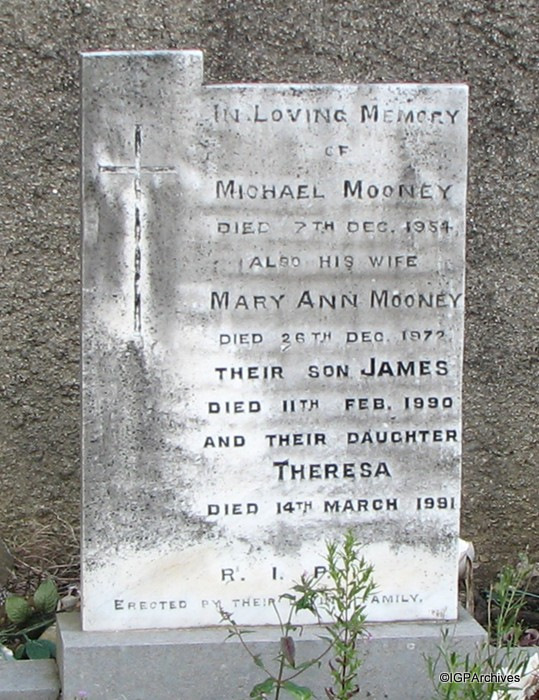 IN LOVING MEMORY
OF
MICHAEL MOONEY
DIED 7TH DEC. 1954.
ALSO HIS WIFE
MARY ANN MOONEY
DIED 26TH DEC. 1972
THEIR SON JAMES
DIED 11TH FEB. 1990
AND THEIR DAUGHTER
THERESA
DIED 14TH MARCH 1991
R. I. P.
ERECTED BY THEIR FAMILY.
©IGPArchives